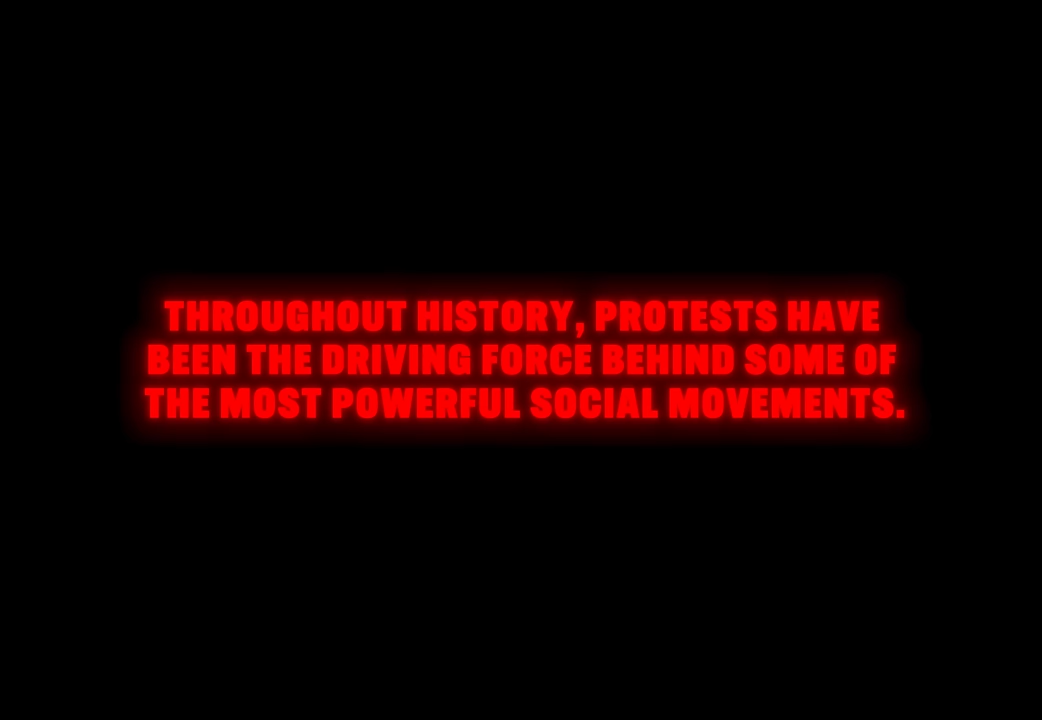 THROUGHOUT HISTORY, PROTESTS HAVE
BEEN THE DRIVING FORCE BEHIND SOME OF
THE MOST POWERFUL SOCIAL MOVEMENTS.